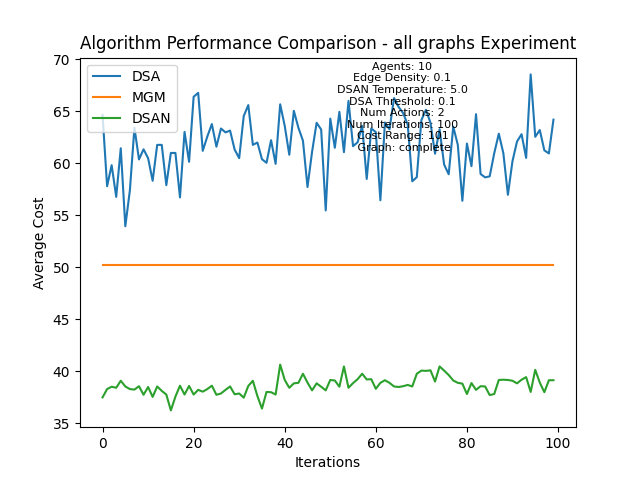 Algorithm Performance Comparison - all graphs Experiment
DSA
MGM
DSAN
Agents: 10
Edge Density: 0.1
DSAN Temperature: 5.0
DSA Threshold: 0.1
Num Actions: 2
Num Iterations: 100
Cost Range: 101
Graph: complete
Average Cost
70
65
60
55
50
45
40
35
0
20
40
60
80
100
Iterations